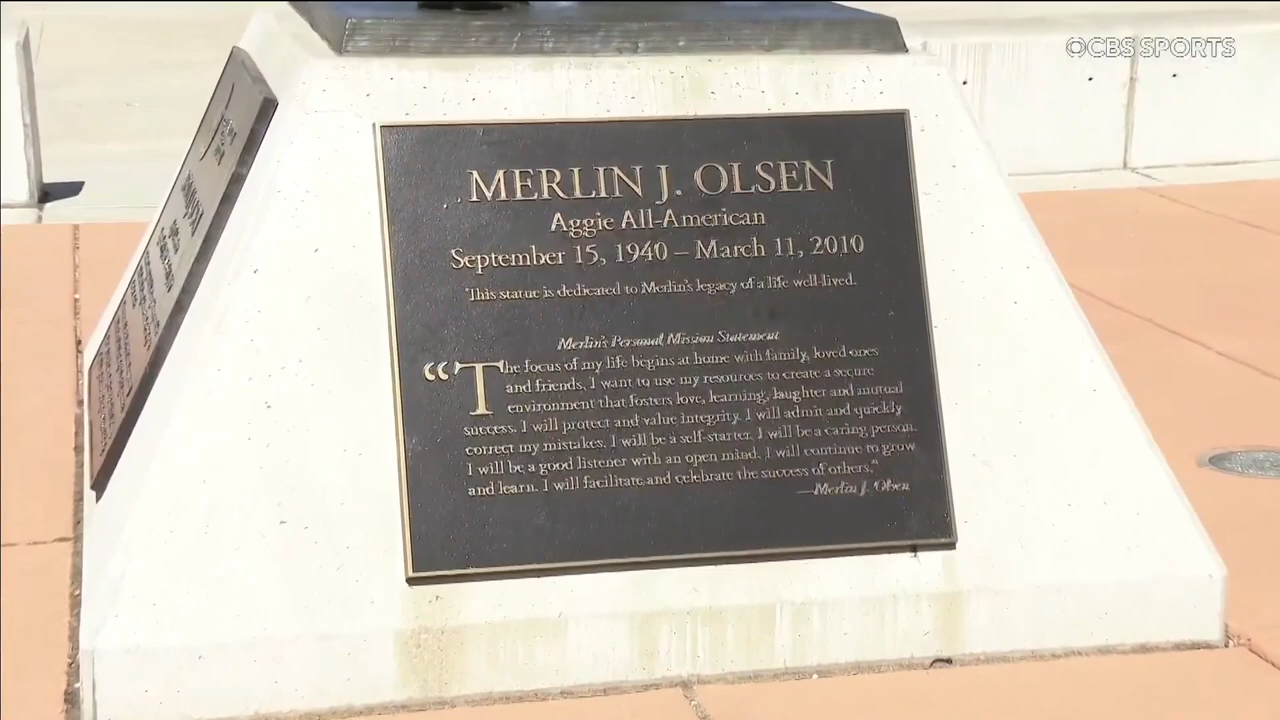 CBS SPORTS
MERLIN J. OLSEN
Aggie All-American
September 15, 1940 – March 11, 2010
This statue is dedicated to Merlin's legacy of a life well-lived.
Merlin's Personal Mission Statement
“The focus of my life begins at home with family, loved ones
and friends. I want to use my resources to create a secure
environment that fosters love, learning, laughter and mutual
success. I will protect and value integrity. I will admit and quickly
correct my mistakes. I will be a self-starter. I will be a caring person.
I will be a good listener with an open mind. I will continue to grow
and learn. I will facilitate and celebrate the success of others.”
—Merlin J. Olsen